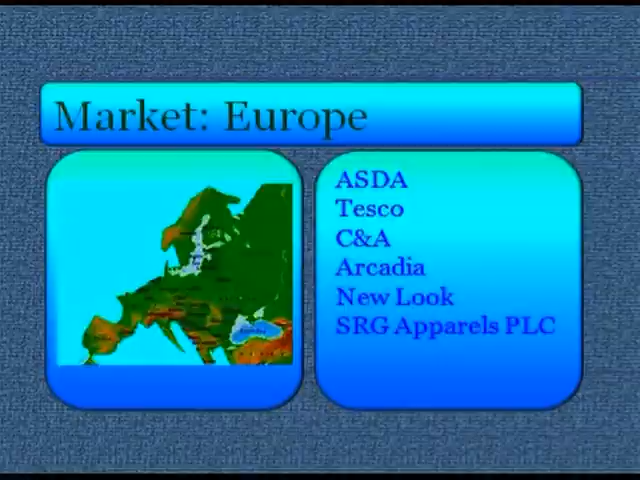 Market: Europe
ASDA
Tesco
C&A
Arcadia
New Look
SRG Apparels PLC